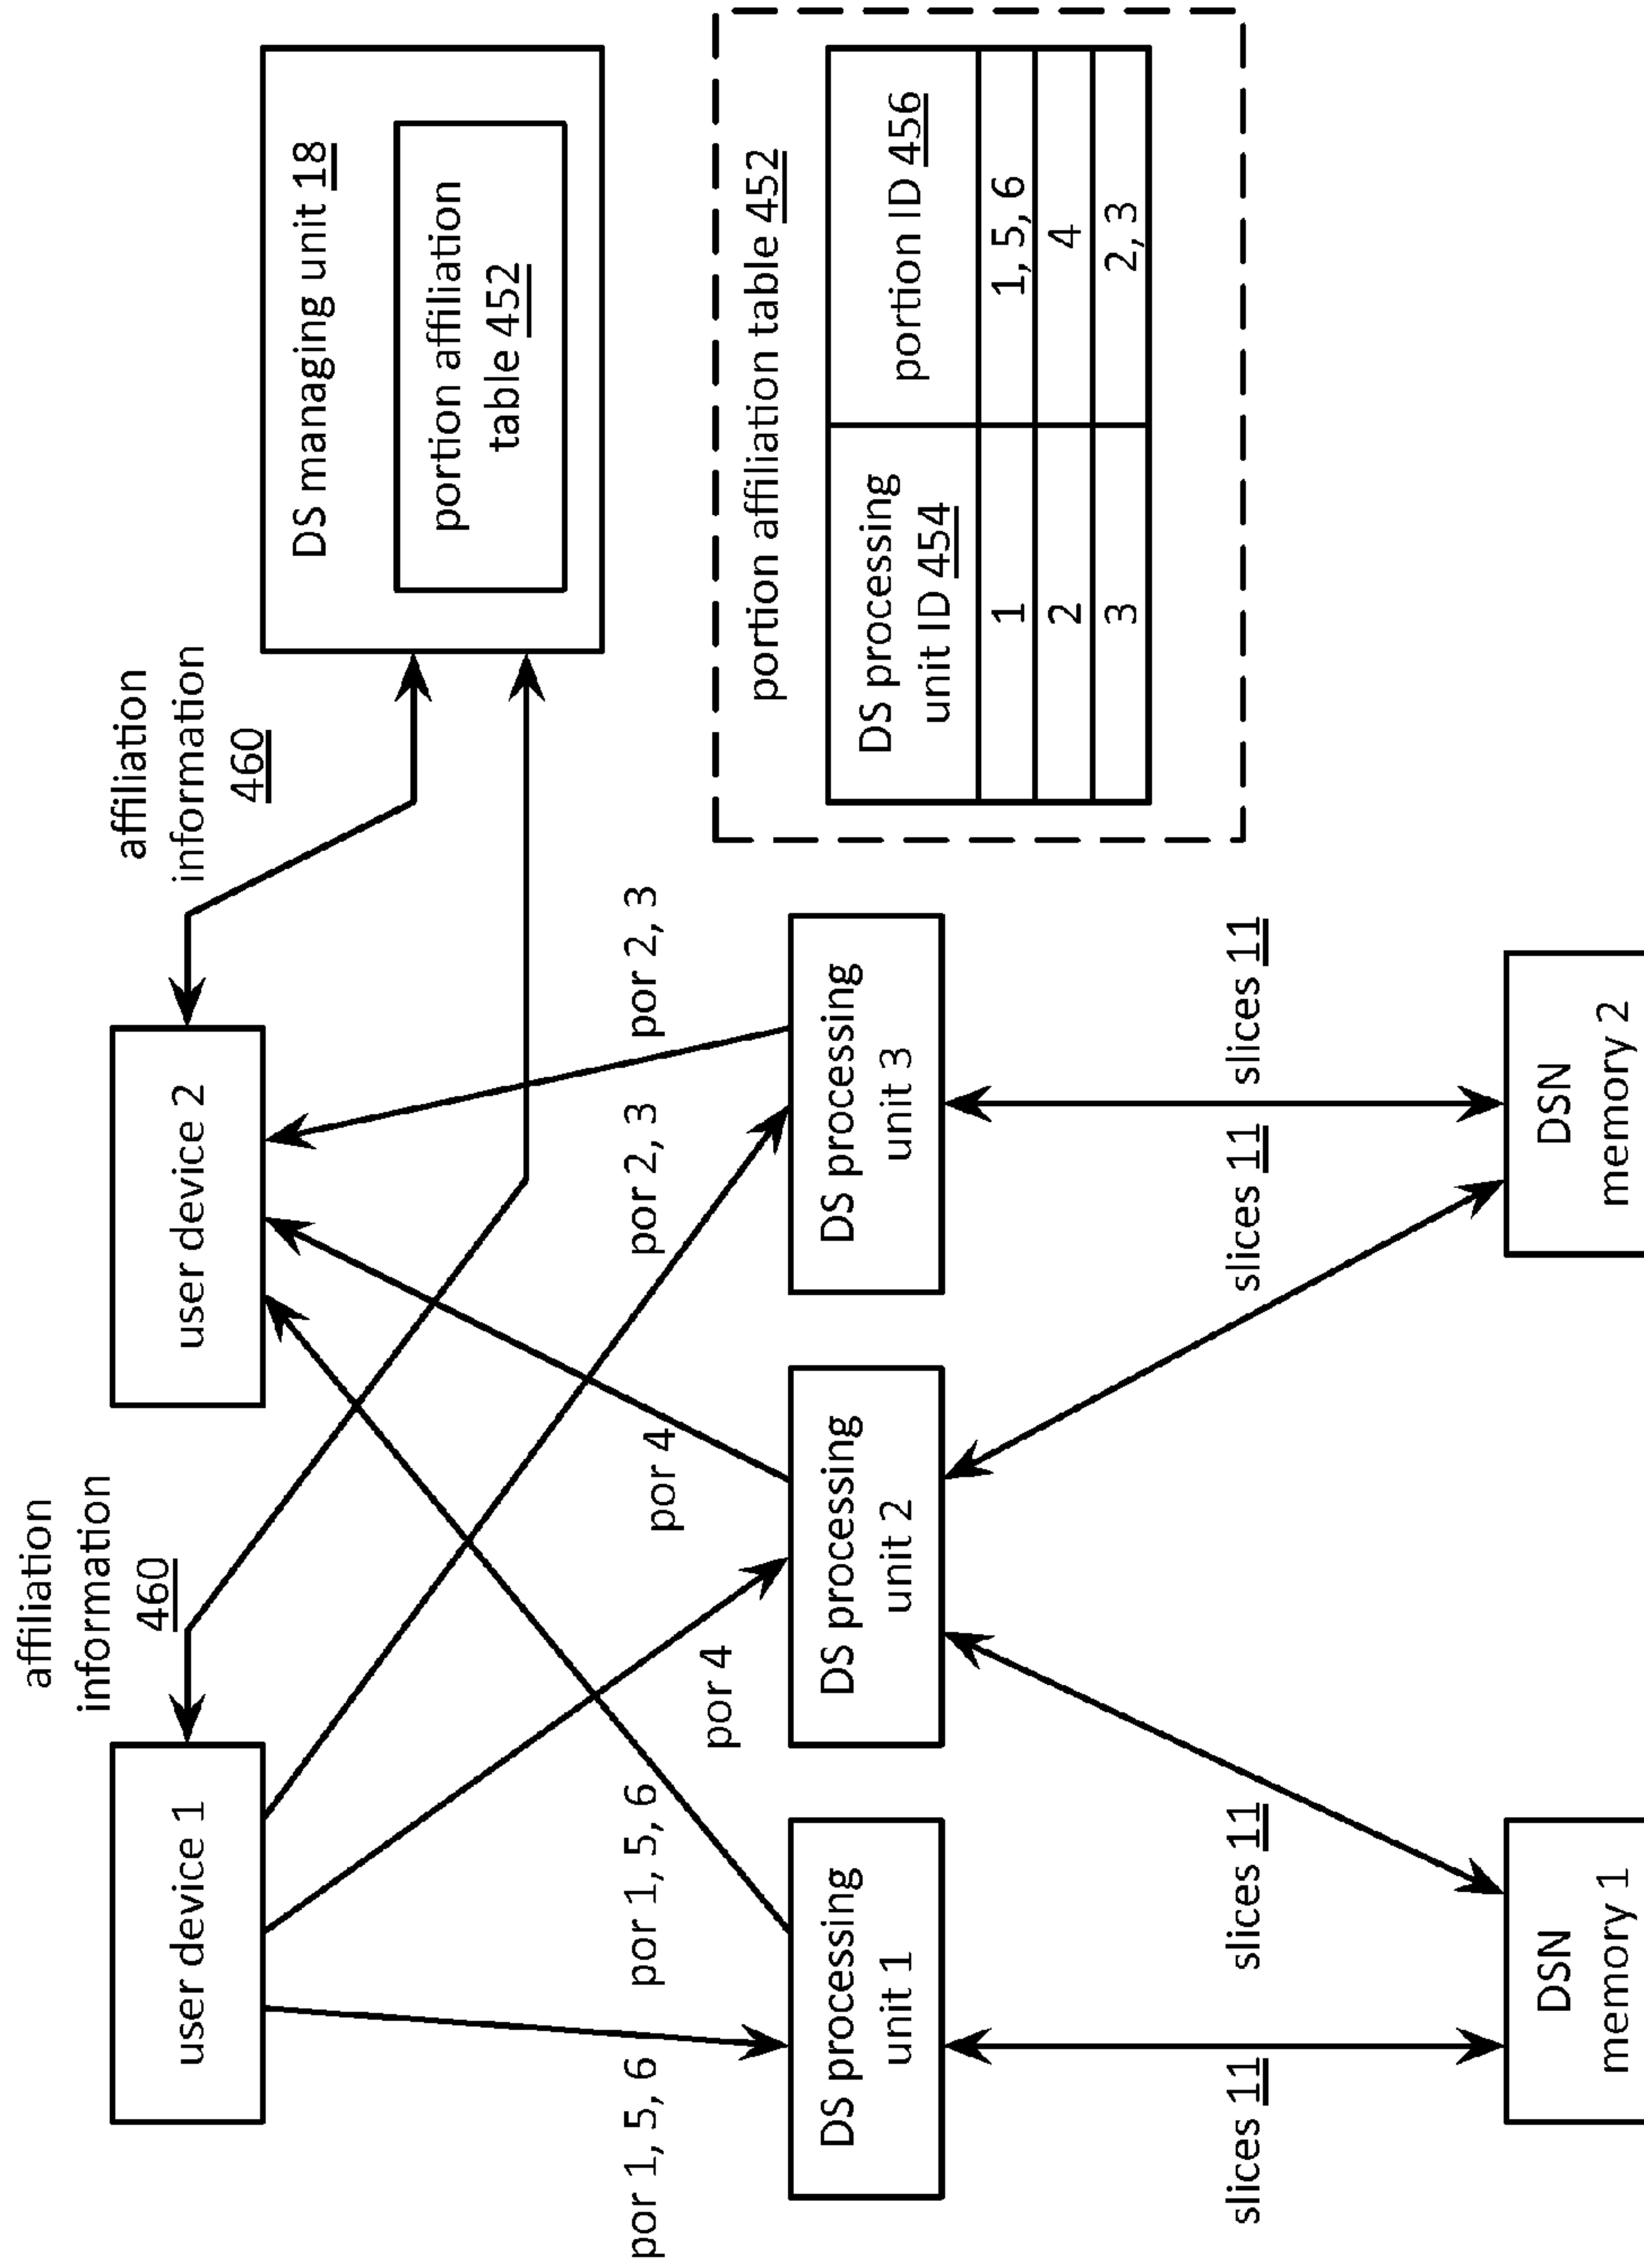 affiliation
information
460
affiliation
information
460
user device 1
user device 2
DS managing unit 18
portion affiliation
table 452
por 1, 5, 6
por 1, 5, 6
por 4
por 4
por 2, 3
por 2, 3
portion affiliation table 452
DS processing
unit ID 454
portion ID 456
1
1, 5, 6
2
4
3
2, 3
DS processing
unit 1
DS processing
unit 2
DS processing
unit 3
slices 11
slices 11
slices 11
slices 11
DSN
memory 1
DSN
memory 2